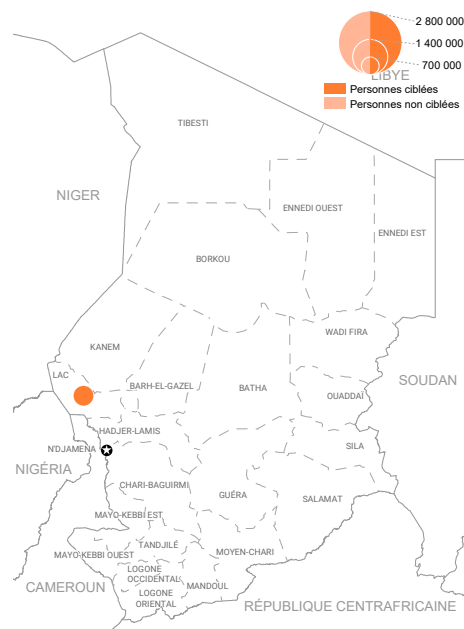 2 800 000
1 400 000
700 000
LIBYE
Personnes ciblées
Personnes non ciblées
TIBESTI
NIGER
ENNEDI OUEST
ENNEDI EST
BORKOU
WADI FIRA
KANEM
LAC
BARH-EL-GAZEL
BATHA
SOUDAN
OUADDAÏ
HADJER-LAMIS
N'DJAMENA
SILA
NIGÉRIA
CHARI-BAGUIRMI
GUÉRA
SALAMAT
MAYO-KEBBI EST
TANDJILÉ
MAYO-KEBBI OUEST
MOYEN-CHARI
LOGONE
OCCIDENTAL
CAMEROUN
MANDOUL
LOGONE
ORIENTAL
RÉPUBLIQUE CENTRAFRICAINE